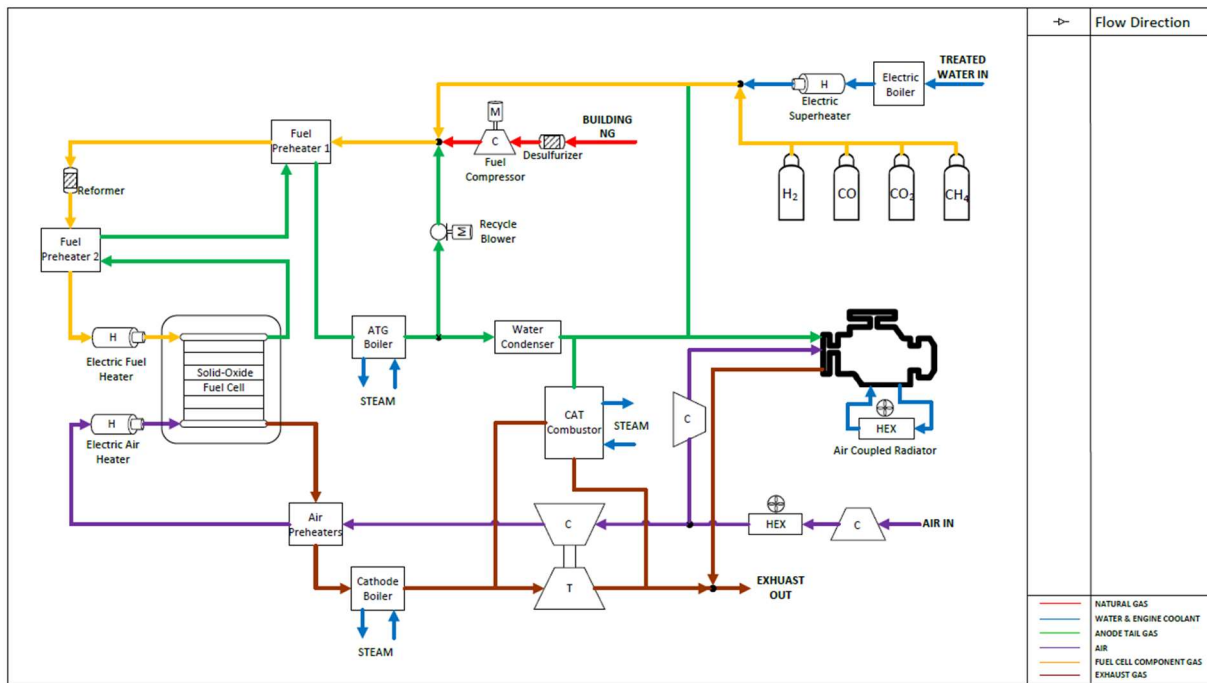 Flow Direction
TREATED
WATER IN
Electric
Boiler
H
Electric
Superheater
BUILDING
NG
M
C
Desulfurizer
Fuel
Compressor
Fuel
Preheater 1
H2
CO
CO2
CH4
Reformer
Recycle
Blower
M
Fuel
Preheater 2
H
Electric Fuel
Heater
ATG
Boiler
Water
Condenser
STEAM
Solid-Oxide
Fuel Cell
CAT
Combustor
STEAM
C
HEX
Air Coupled Radiator
H
Electric Air
Heater
Air
Preheaters
C
HEX
C
AIR IN
Cathode
Boiler
T
EXHUAST
OUT
STEAM
NATURAL GAS
WATER & ENGINE COOLANT
ANODE TAIL GAS
AIR
FUEL CELL COMPONENT GAS
EXHAUST GAS